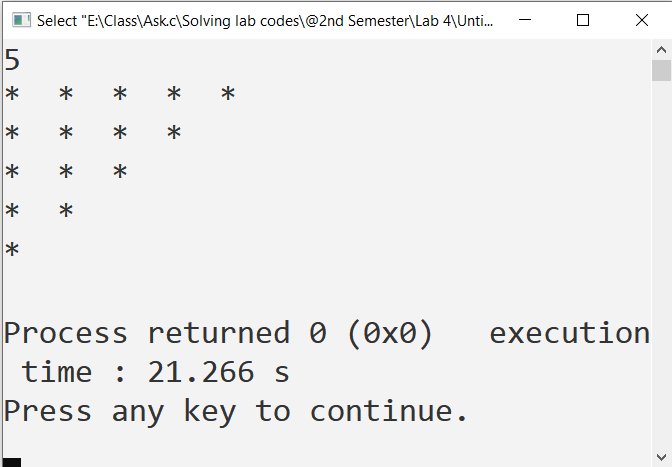 Select "E:\Class\Ask.c\Solving lab codes\@2nd Semester\Lab 4\Unti...
5
*  *  *  *  *
*  *  *  *
*  *  *
*  *
*
Process returned 0 (0x0)   execution
 time : 21.266 s
Press any key to continue.